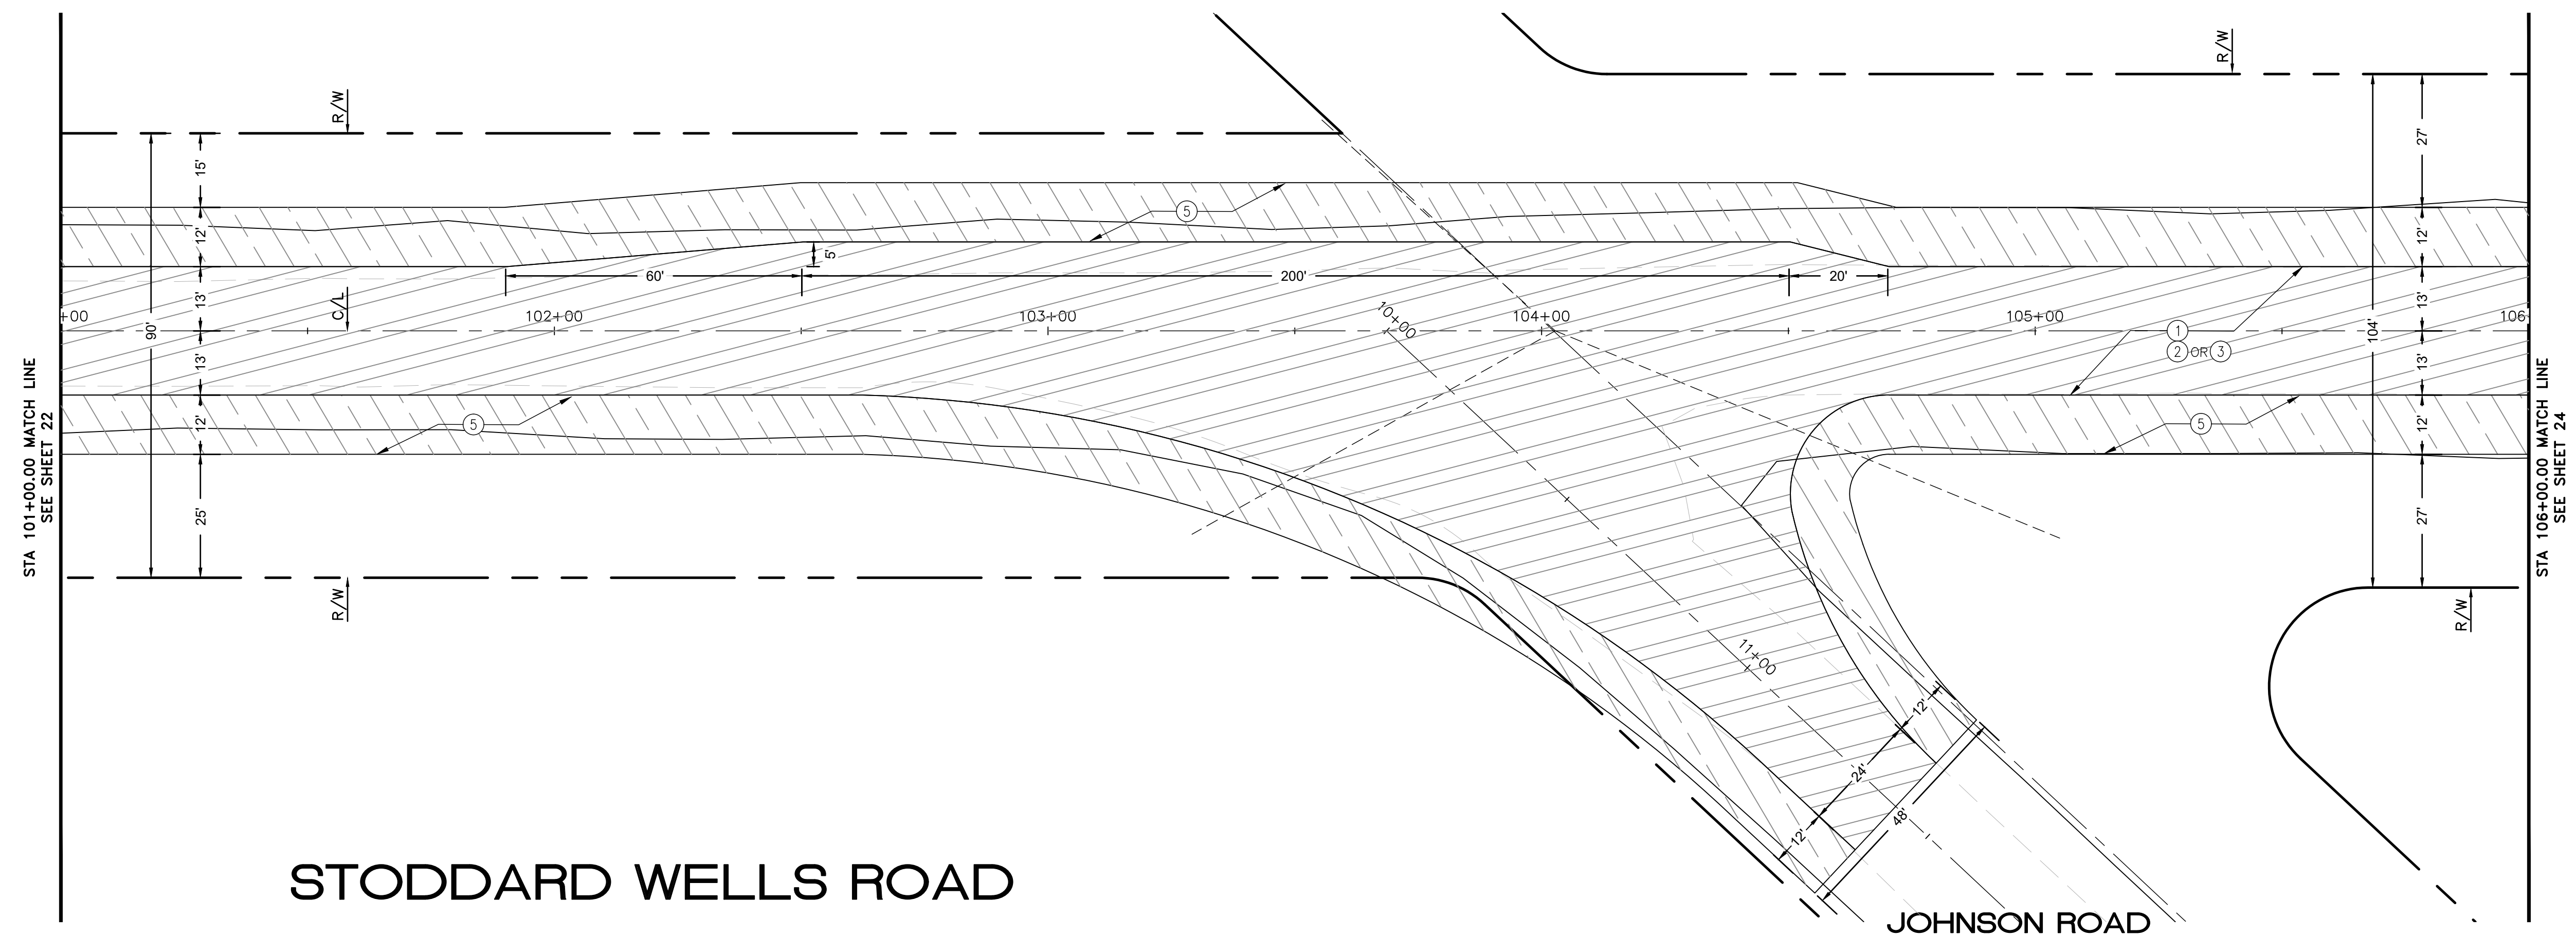 R/W
R/W
27'
15'
5
12'
12'
5'
60'
200'
20'
13'
C/L
13'
+00
102+00
103+00
10+00
104+00
105+00
106
1
2 OR 3
90'
104'
13'
13'
STA 101+00.00 MATCH LINE
SEE SHEET 22
STA 106+00.00 MATCH LINE
SEE SHEET 24
12'
5
5
12'
25'
27'
R/W
R/W
11+00
12'
24'
48'
12'
STODDARD WELLS ROAD
JOHNSON ROAD